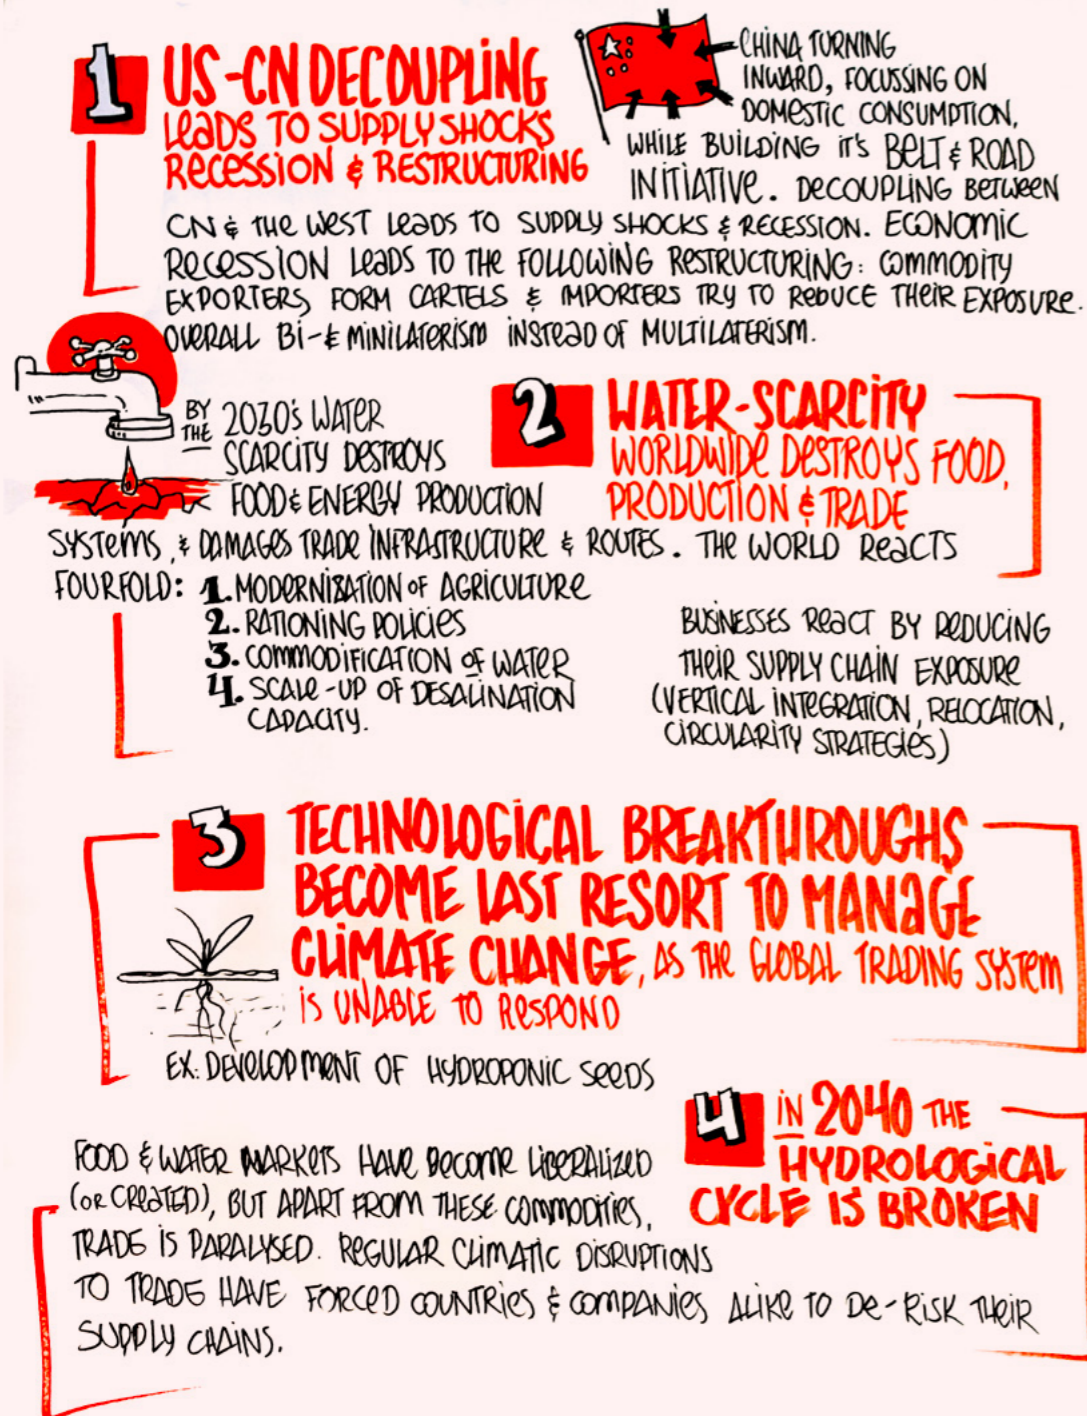 1
US-CN DECOUPLING
LEADS TO SUPPLY SHOCKS
RECESSION & RESTRUCTURING
CHINA TURNING
INWARD, FOCUSSING ON
DOMESTIC CONSUMPTION,
WHILE BUILDING IT'S BELT & ROAD
INITIATIVE. DECOUPLING BETWEEN
CN & THE WEST LEADS TO SUPPLY SHOCKS & RECESSION. ECONOMIC
RECESSION LEADS TO THE FOLLOWING RESTRUCTURING: COMMODITY
EXPORTERS FORM CARTELS & IMPORTERS TRY TO REDUCE THEIR EXPOSURE.
OVERALL BI-& MINILATERISM INSTEAD OF MULTILATERISM.
2
WATER-SCARCITY
WORLDWIDE DESTROYS FOOD,
PRODUCTION & TRADE
BY THE 2030's WATER
SCARCITY DESTROYS
FOOD & ENERGY PRODUCTION
SYSTEMS, & DAMAGES TRADE INFRASTRUCTURE & ROUTES. THE WORLD REACTS
FOURFOLD: 1. MODERNISATION OF AGRICULTURE
2. RATIONING POLICIES
3. COMMODIFICATION OF WATER
4. SCALE-UP OF DESALINATION
CAPACITY.
BUSINESSES REACT BY REDUCING
THEIR SUPPLY CHAIN EXPOSURE
(VERTICAL INTEGRATION, RELOCATION,
CIRCULARITY STRATEGIES)
3
TECHNOLOGICAL BREAKTHROUGHS
BECOME LAST RESORT TO MANAGE
CLIMATE CHANGE, AS THE GLOBAL TRADING SYSTEM
IS UNABLE TO RESPOND
EX: DEVELOPMENT OF HYDROPONIC SEEDS
4
IN 2040 THE
HYDROLOGICAL
CYCLE IS BROKEN
FOOD & WATER MARKETS HAVE BECOME LIBERALIZED
(OR CREATED), BUT APART FROM THESE COMMODITIES,
TRADE IS PARALYSED. REGULAR CLIMATIC DISRUPTIONS
TO TRADE HAVE FORCED COUNTRIES & COMPANIES ALIKE TO DE-RISK THEIR
SUPPLY CHAINS.